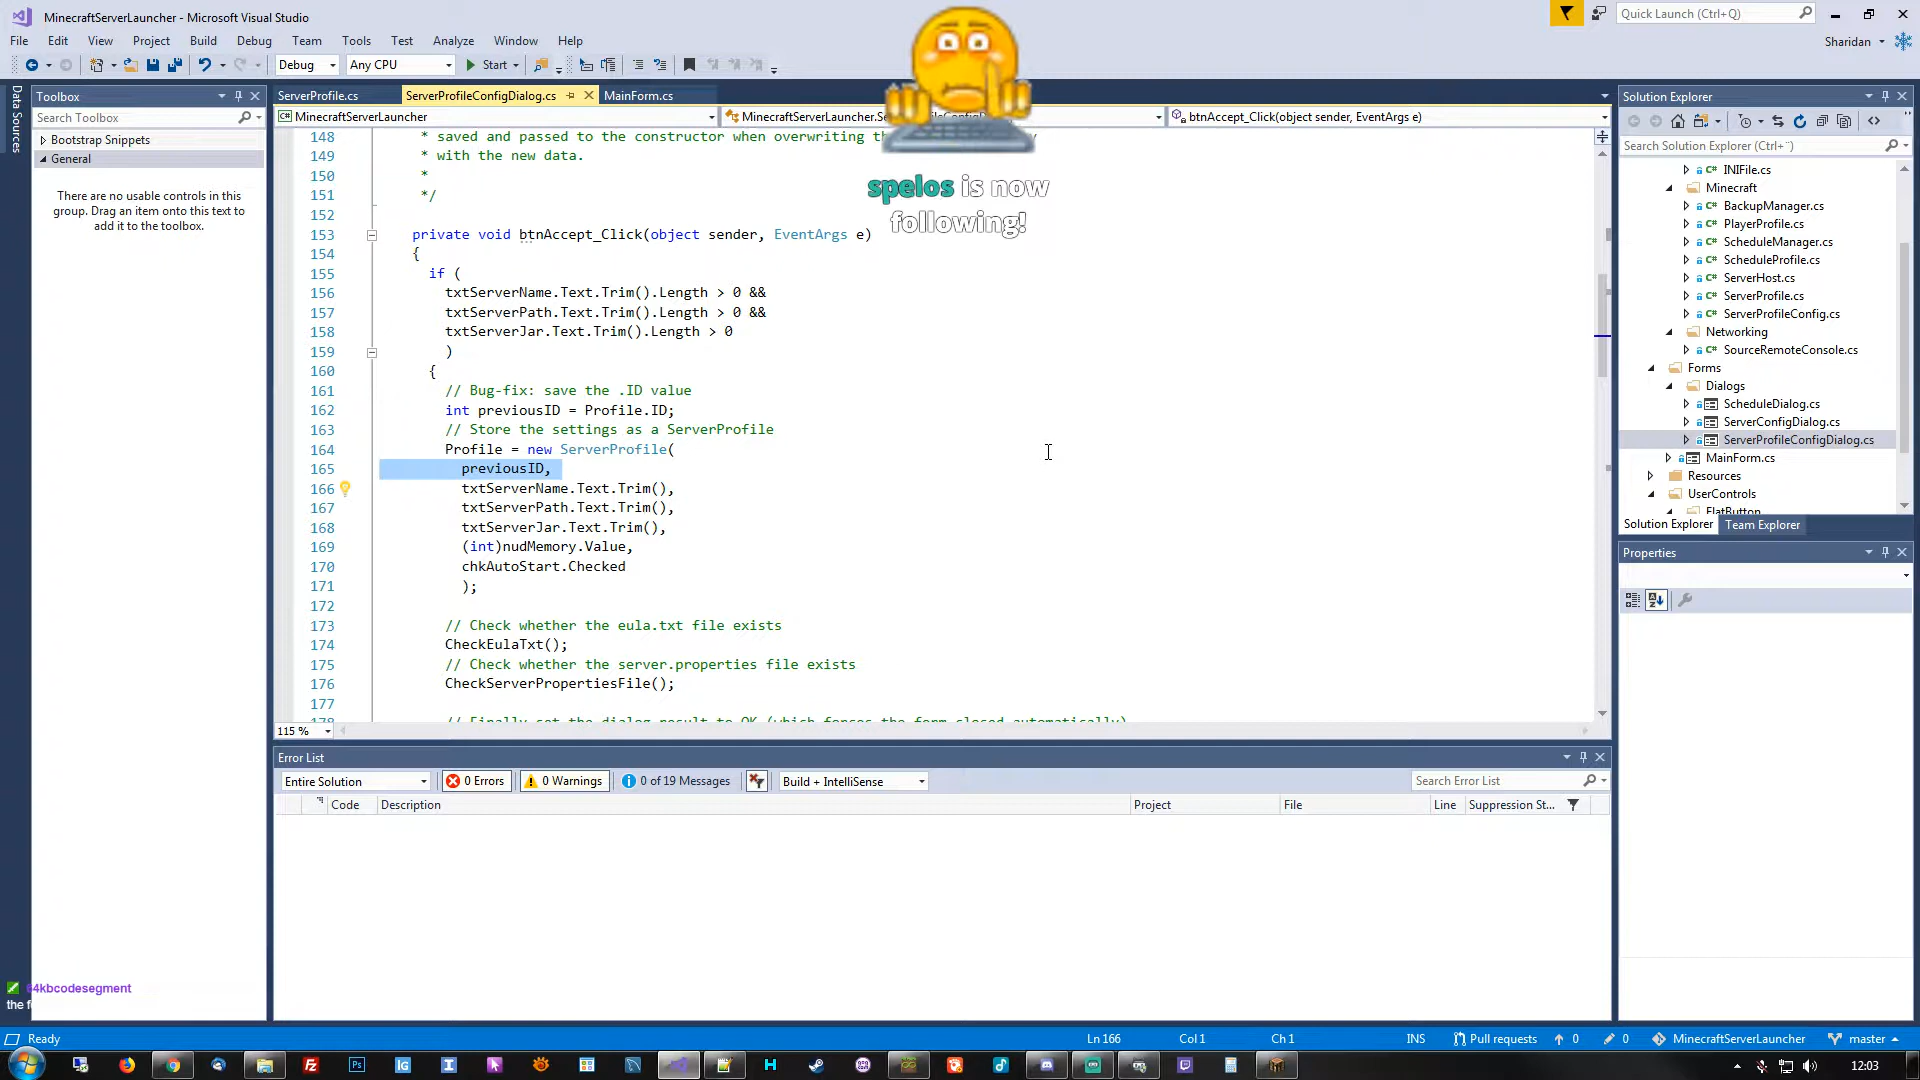 MinecraftServerLauncher - Microsoft Visual Studio
Quick Launch (Ctrl+Q)
File Edit View Project Build Debug Team Tools Test Analyze Window Help
Sharidan
Debug Any CPU Start
Data Sources
Toolbox
Search Toolbox
Bootstrap Snippets
General
There are no usable controls in this
group. Drag an item onto this text to
add it to the toolbox.
ServerProfile.cs ServerProfileConfigDialog.cs MainForm.cs
MinecraftServerLauncher MinecraftServerLauncher.Se btnAccept_Click(object sender, EventArgs e)
spelos is now
following!
148 * saved and passed to the constructor when overwriting
149 * with the new data.
150 *
151 */
152
153 private void btnAccept_Click(object sender, EventArgs e)
154 {
155 if (
156 txtServerName.Text.Trim().Length > 0 &&
157 txtServerPath.Text.Trim().Length > 0 &&
158 txtServerJar.Text.Trim().Length > 0
159 )
160 {
161 // Bug-fix: save the .ID value
162 int previousID = Profile.ID;
163 // Store the settings as a ServerProfile
164 Profile = new ServerProfile(
165 previousID,
166 txtServerName.Text.Trim(),
167 txtServerPath.Text.Trim(),
168 txtServerJar.Text.Trim(),
169 (int)nudMemory.Value,
170 chkAutoStart.Checked
171 );
172
173 // Check whether the eula.txt file exists
174 CheckEulaTxt();
175 // Check whether the server.properties file exists
176 CheckServerPropertiesFile();
177
178 // Finally set the dialog result to OK (which forces the form closed automatically)
115 %
Error List
Entire Solution 0 Errors 0 Warnings 0 of 19 Messages Build + IntelliSense Search Error List
Code Description Project File Line Suppression St...
Solution Explorer
Search Solution Explorer (Ctrl+¨)
INIFile.cs
Minecraft
BackupManager.cs
PlayerProfile.cs
ScheduleManager.cs
ScheduleProfile.cs
ServerHost.cs
ServerProfile.cs
ServerProfileConfig.cs
Networking
SourceRemoteConsole.cs
Forms
Dialogs
ScheduleDialog.cs
ServerConfigDialog.cs
ServerProfileConfigDialog.cs
MainForm.cs
Resources
UserControls
FlatButton
Solution Explorer Team Explorer
Properties
4kbcodesegment
the
Ready Ln 166 Col 1 Ch 1 INS Pull requests 0 0 MinecraftServerLauncher master
12:03